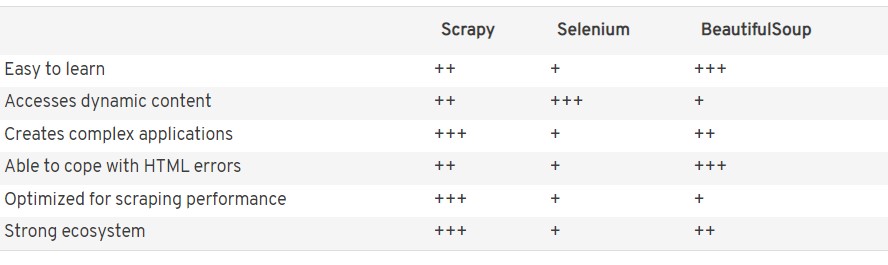 Scrapy Selenium BeautifulSoup
Easy to learn ++ + +++
Accesses dynamic content ++ +++ +
Creates complex applications +++ + ++
Able to cope with HTML errors ++ + +++
Optimized for scraping performance +++ + +
Strong ecosystem +++ + ++